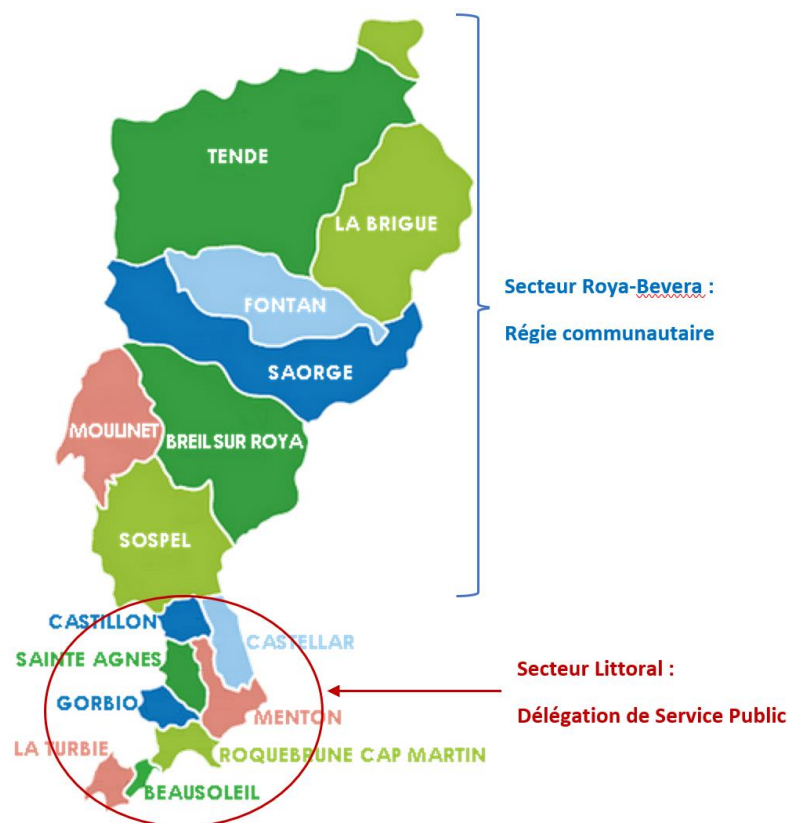 TENDE
LA BRIGUE
Secteur Roya-Bevera :
FONTAN
Régie communautaire
SAORGE
MOULINET
BREIL SUR ROYA
SOSPEL
CASTILLON
CASTELLAR
SAINTE AGNES
Secteur Littoral :
GORBIO
MENTON
Délégation de Service Public
LA TURBIE
ROQUEBRUNE CAP MARTIN
BEAUSOLEIL